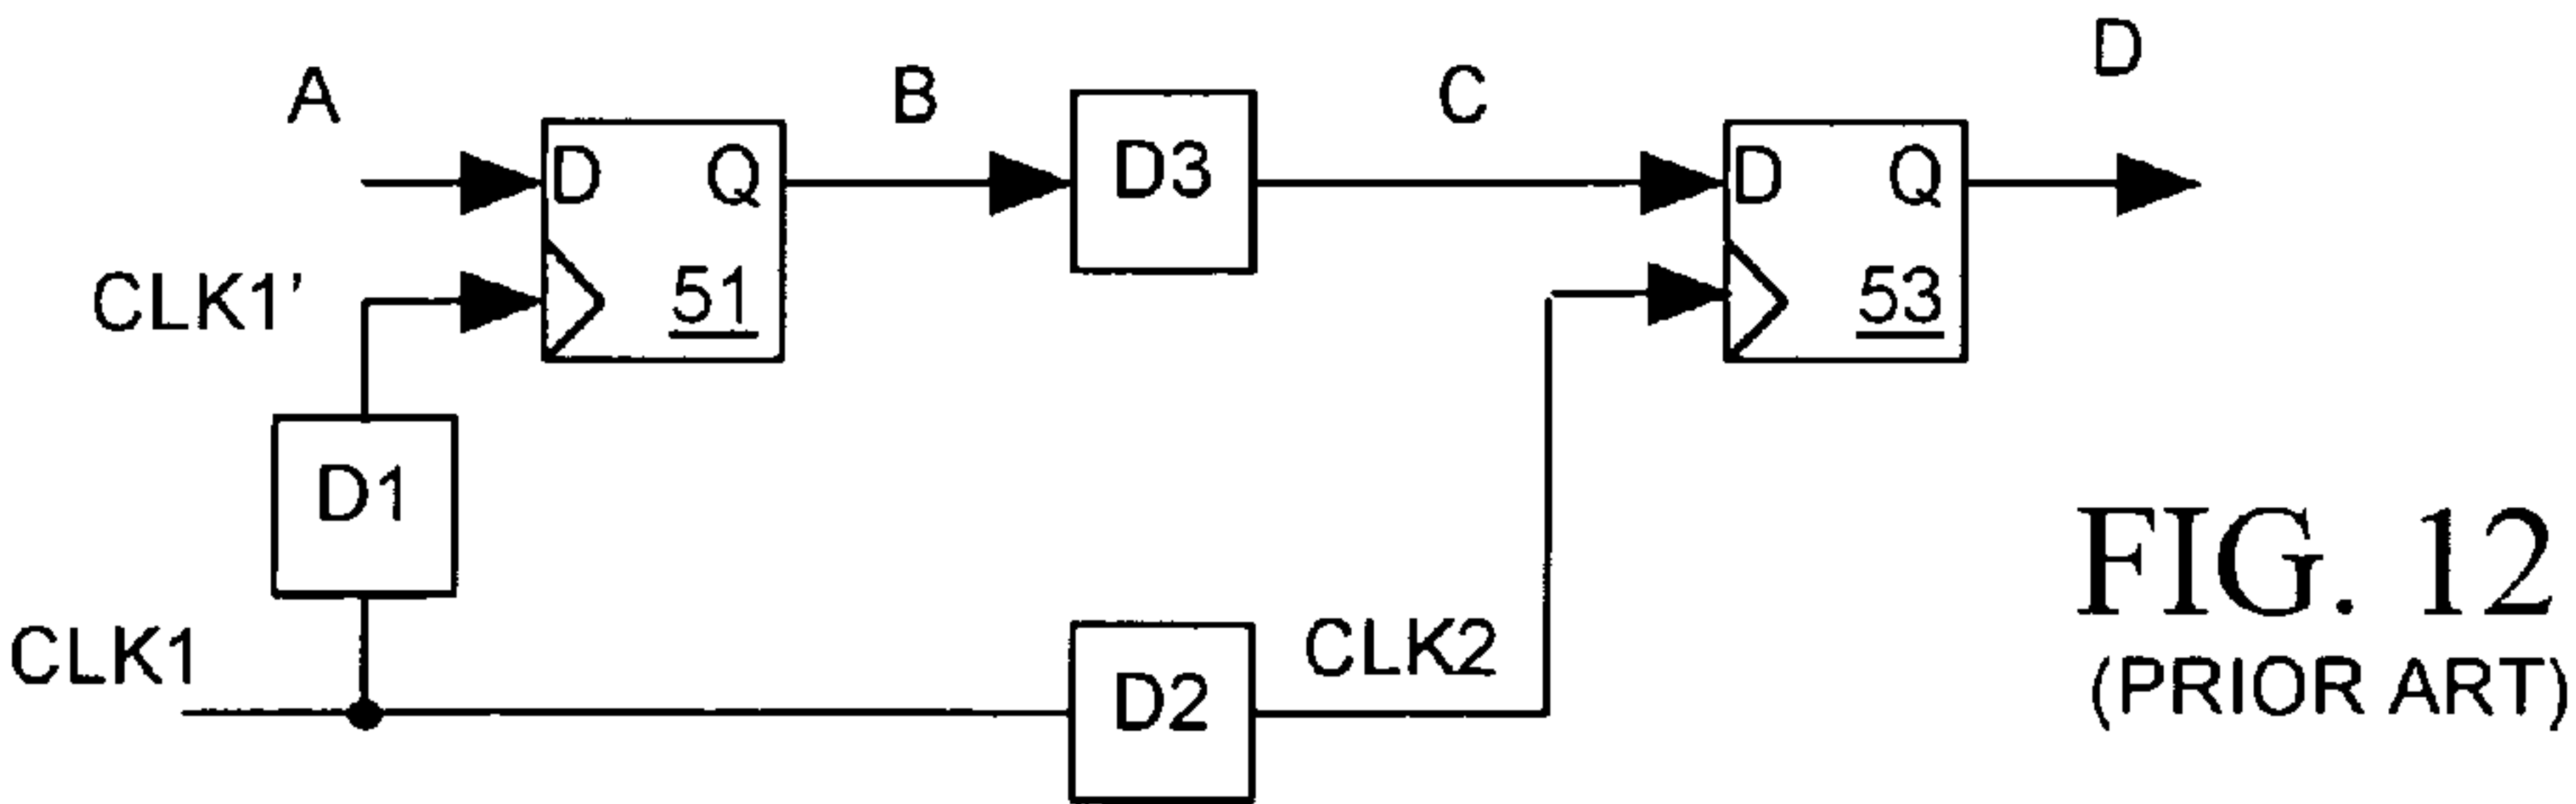 A
B
C
D
D Q
D3
D Q
CLK1’
51
53
D1
CLK1
D2
CLK2
FIG. 12
(PRIOR ART)